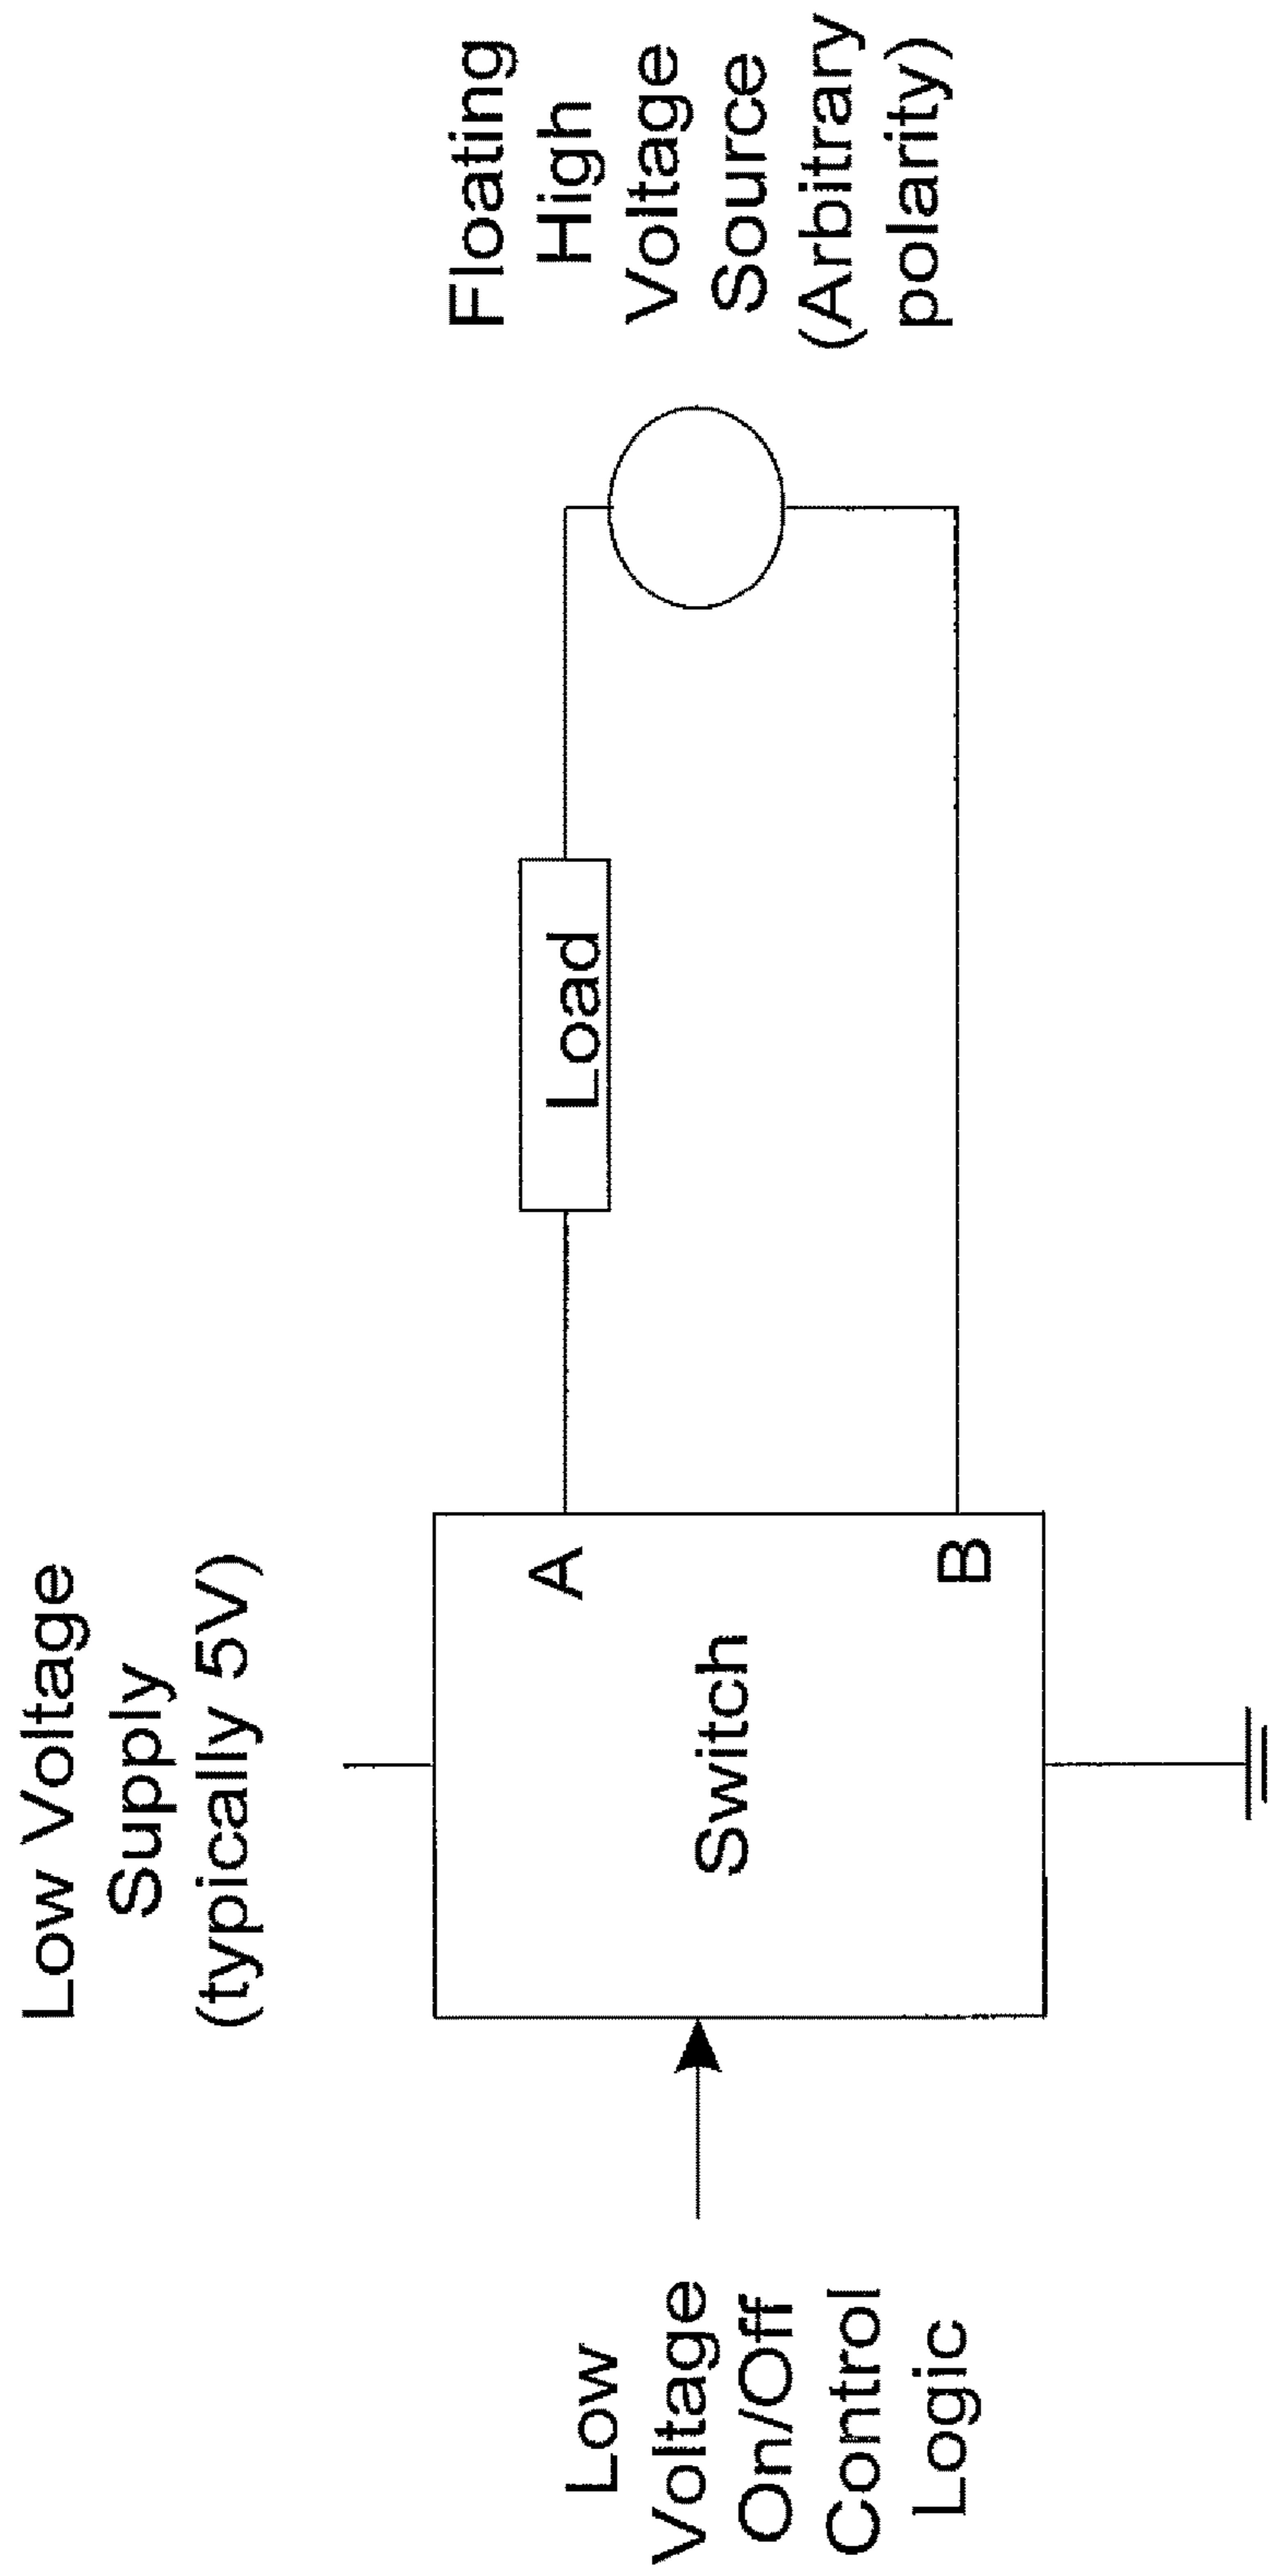 Low Voltage
Supply
(typically 5V)
Low
Voltage
On/Off
Control
Logic
Switch
A
B
Load
Floating
High
Voltage
Source
(Arbitrary
polarity)